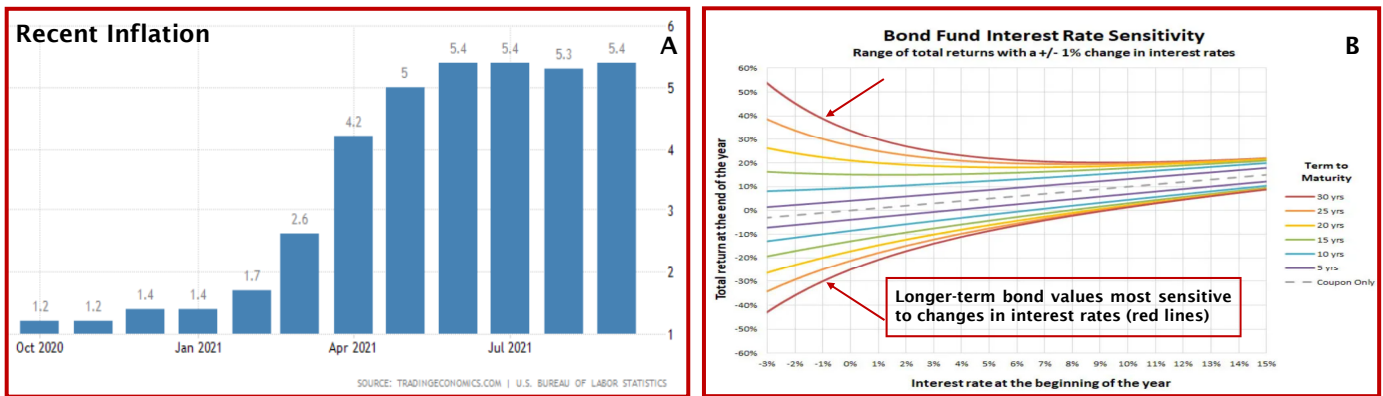 Recent Inflation
A
6
5
4
3
2
1
1.2
1.2
1.4
1.4
1.7
2.6
4.2
5
5.4
5.4
5.3
5.4
Oct 2020
Jan 2021
Apr 2021
Jul 2021
SOURCE: TRADINGECONOMICS.COM | U.S. BUREAU OF LABOR STATISTICS
Bond Fund Interest Rate Sensitivity
Range of total returns with a +/- 1% change in interest rates
B
Total return at the end of the year
60%
50%
40%
30%
20%
10%
0%
-10%
-20%
-30%
-40%
-50%
-60%
Longer-term bond values most sensitive
to changes in interest rates (red lines)
-3% -2% -1% 0% 1% 2% 3% 4% 5% 6% 7% 8% 9% 10% 11% 12% 13% 14% 15%
Interest rate at the beginning of the year
Term to
Maturity
30 yrs
25 yrs
20 yrs
15 yrs
10 yrs
5 yrs
Coupon Only